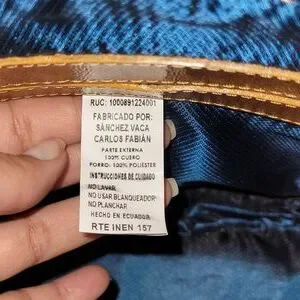 RUC: 1000891224001
FABRICADO POR:
SÁNCHEZ VACA
CARLOS FABIÁN
PARTE EXTERNA
100% CUERO
FORRO: 100% POLIESTER
INSTRUCCIONES DE CUIDADO
NO LAVAR
NO USAR BLANQUEADOR
NO PLANCHAR
HECHO EN ECUADOR
RTE INEN 157